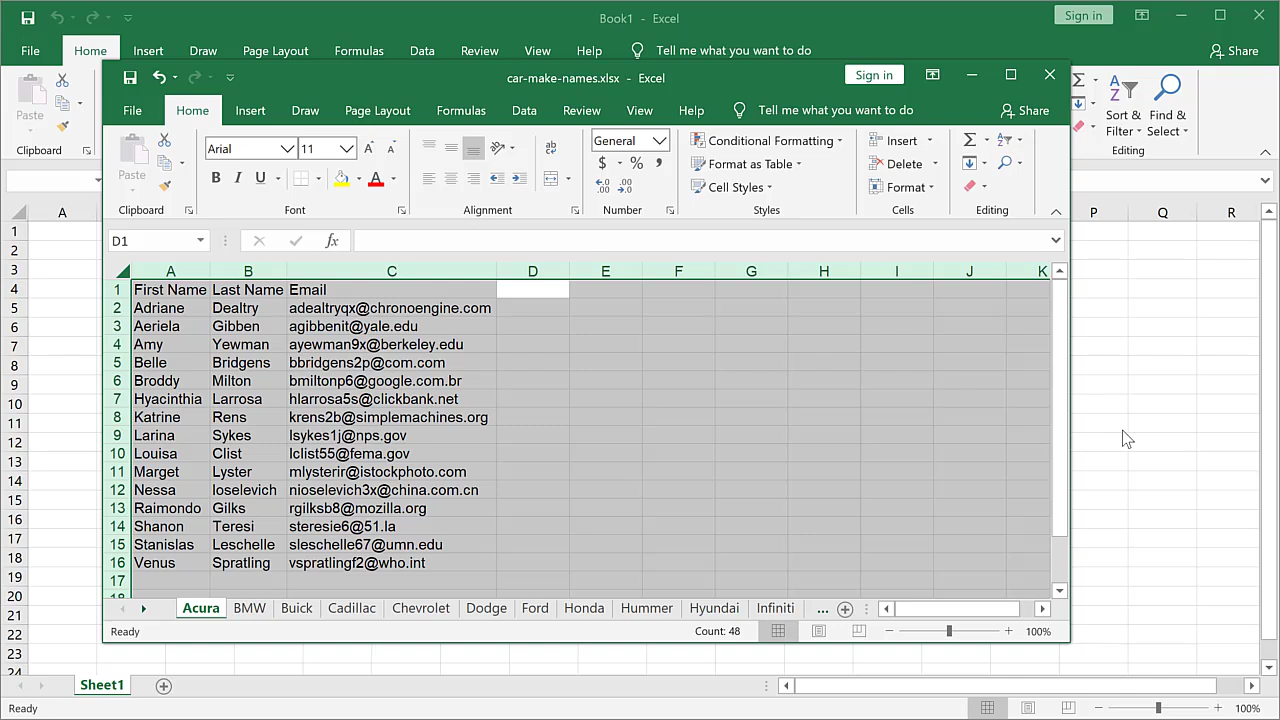 Book1 - Excel
Sign in
File Home Insert Draw Page Layout Formulas Data Review View Help Tell me what you want to do Share
car-make-names.xlsx - Excel
Sign in
File Home Insert Draw Page Layout Formulas Data Review View Help Tell me what you want to do Share
Paste
Clipboard
Sort & Filter
Find & Select
Editing
Paste
Clipboard
Arial 11
B I U A
Font
Alignment
General
$ % ,
Number
Conditional Formatting
Format as Table
Cell Styles
Styles
Insert
Delete
Format
Cells
Editing
D1
fx
A B C D E F G H I J K
1 First Name Last Name Email
2 Adriane Dealtry adealtryqx@chronoengine.com
3 Aeriela Gibben agibbenit@yale.edu
4 Amy Yewman ayewman9x@berkeley.edu
5 Belle Bridgens bbridgens2p@com.com
6 Broddy Milton bmiltonp6@google.com.br
7 Hyacinthia Larrosa hlarrosa5s@clickbank.net
8 Katrine Rens krens2b@simplemachines.org
9 Larina Sykes lsykes1j@nps.gov
10 Louisa Clist lclist55@fema.gov
11 Marget Lyster mlysterir@istockphoto.com
12 Nessa Ioselevich nioselevich3x@china.com.cn
13 Raimondo Gilks rgilksb8@mozilla.org
14 Shanon Teresi steresie6@51.la
15 Stanislas Leschelle sleschelle67@umn.edu
16 Venus Spratling vspratlingf2@who.int
17
18
Acura BMW Buick Cadillac Chevrolet Dodge Ford Honda Hummer Hyundai Infiniti ...
Ready Count: 48 100%
A P Q R
1
2
3
4
5
6
7
8
9
10
11
12
13
14
15
16
17
18
19
20
21
22
23
24
Sheet1
Ready 100%